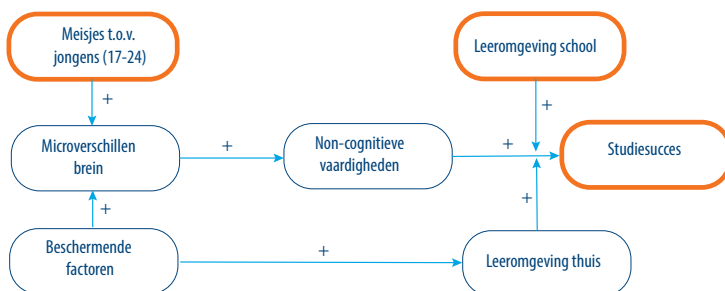 Meisjes t.o.v.
jongens (17-24)
Leeromgeving school
+
+
Microverschillen
brein
+
Non-cognitieve
vaardigheden
+
Studiesucces
+
+
Beschermende
factoren
+
Leeromgeving thuis